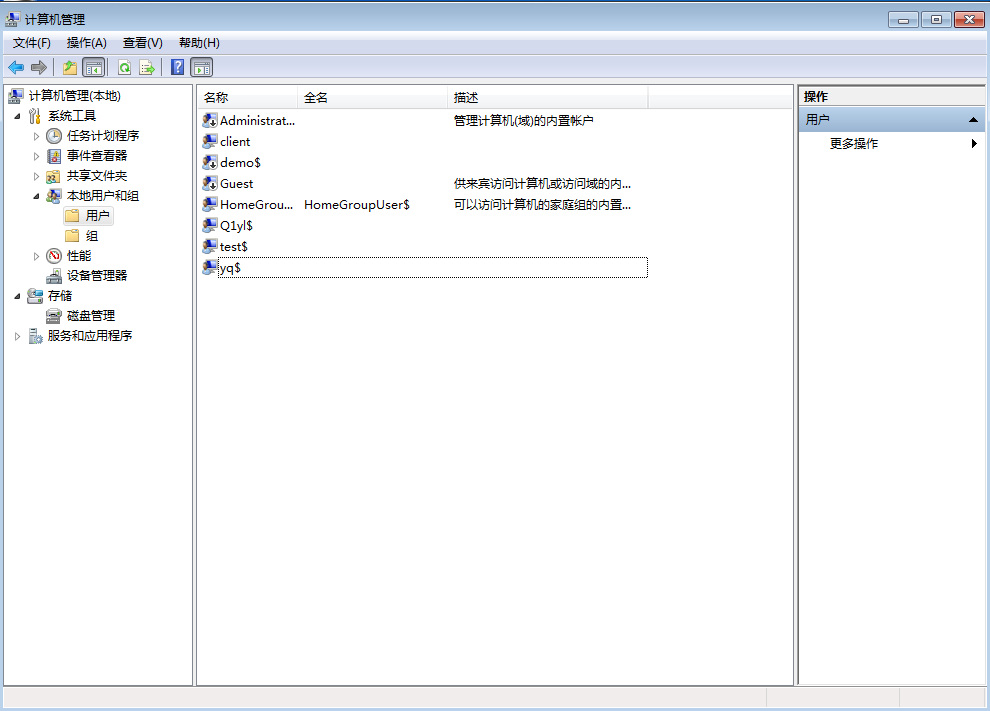 计算机管理
文件(F) 操作(A) 查看(V) 帮助(H)
计算机管理(本地)
系统工具
任务计划程序
事件查看器
共享文件夹
本地用户和组
用户
组
性能
设备管理器
存储
磁盘管理
服务和应用程序
名称 全名 描述
Administrat... 管理计算机(域)的内置帐户
client
demo$
Guest 供来宾访问计算机或访问域的内...
HomeGrou... HomeGroupUser$ 可以访问计算机的家庭组的内置...
Q1yl$
test$
yq$
操作
用户
更多操作